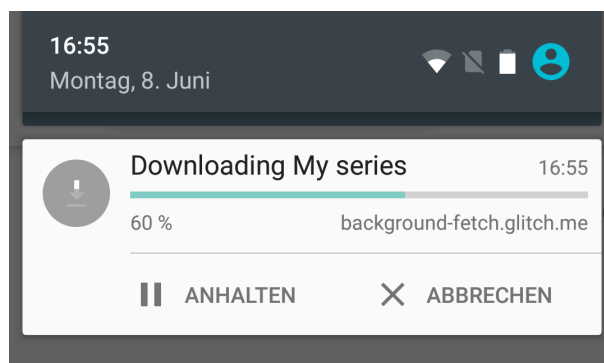 16:55
Montag, 8. Juni
Downloading My series 16:55
60 % background-fetch.glitch.me
ANHALTEN ABBRECHEN